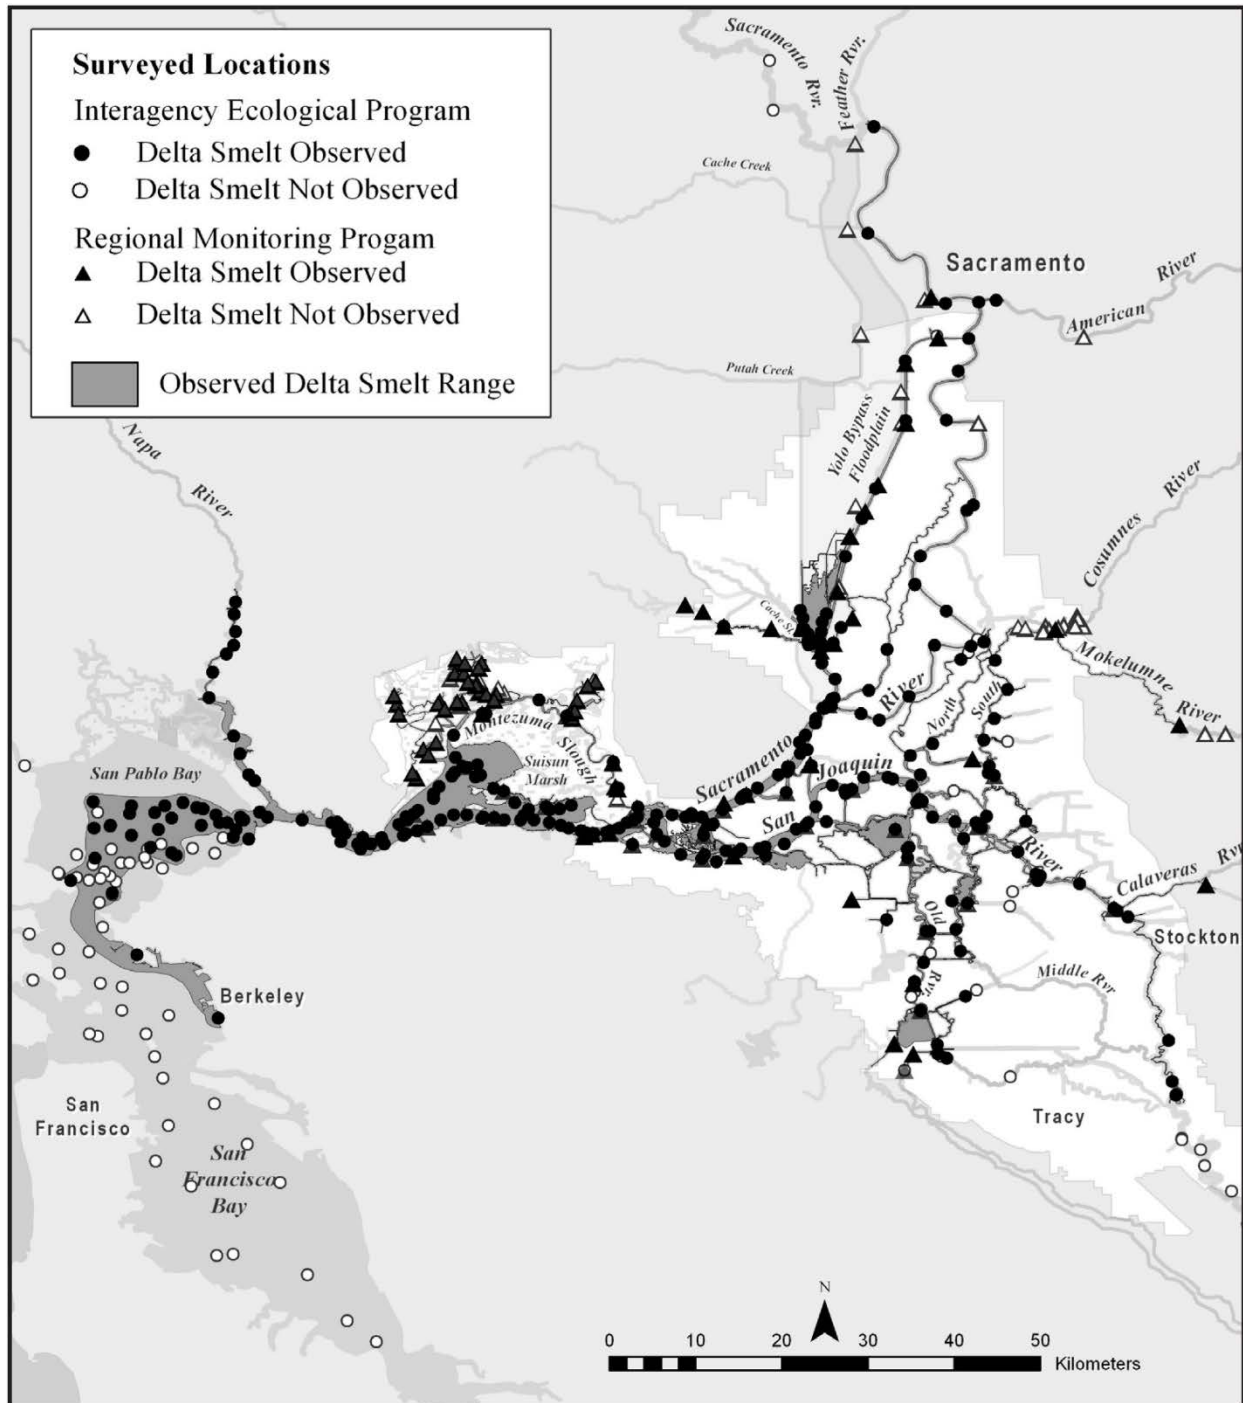 Surveyed Locations
Interagency Ecological Program
Delta Smelt Observed
Delta Smelt Not Observed
Regional Monitoring Progam
Delta Smelt Observed
Delta Smelt Not Observed
Observed Delta Smelt Range
Sacramento Rvr.
Feather Rvr.
Cache Creek
Sacramento
American River
Putah Creek
Yolo Bypass
Floodplain
Napa River
Cosumnes River
Cache Sl.
Mokelumne River
Sacramento River
North
South
Montezuma Slough
Suisun
Marsh
San Pablo Bay
San Joaquin River
Calaveras Rvr
Stockton
Old Rvr.
Middle Rvr
Berkeley
Tracy
San
Francisco
San
Francisco
Bay
N
0 10 20 30 40 50
Kilometers